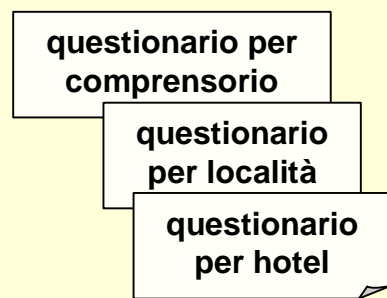 questionario per
comprensorio
questionario
per località
questionario
per hotel